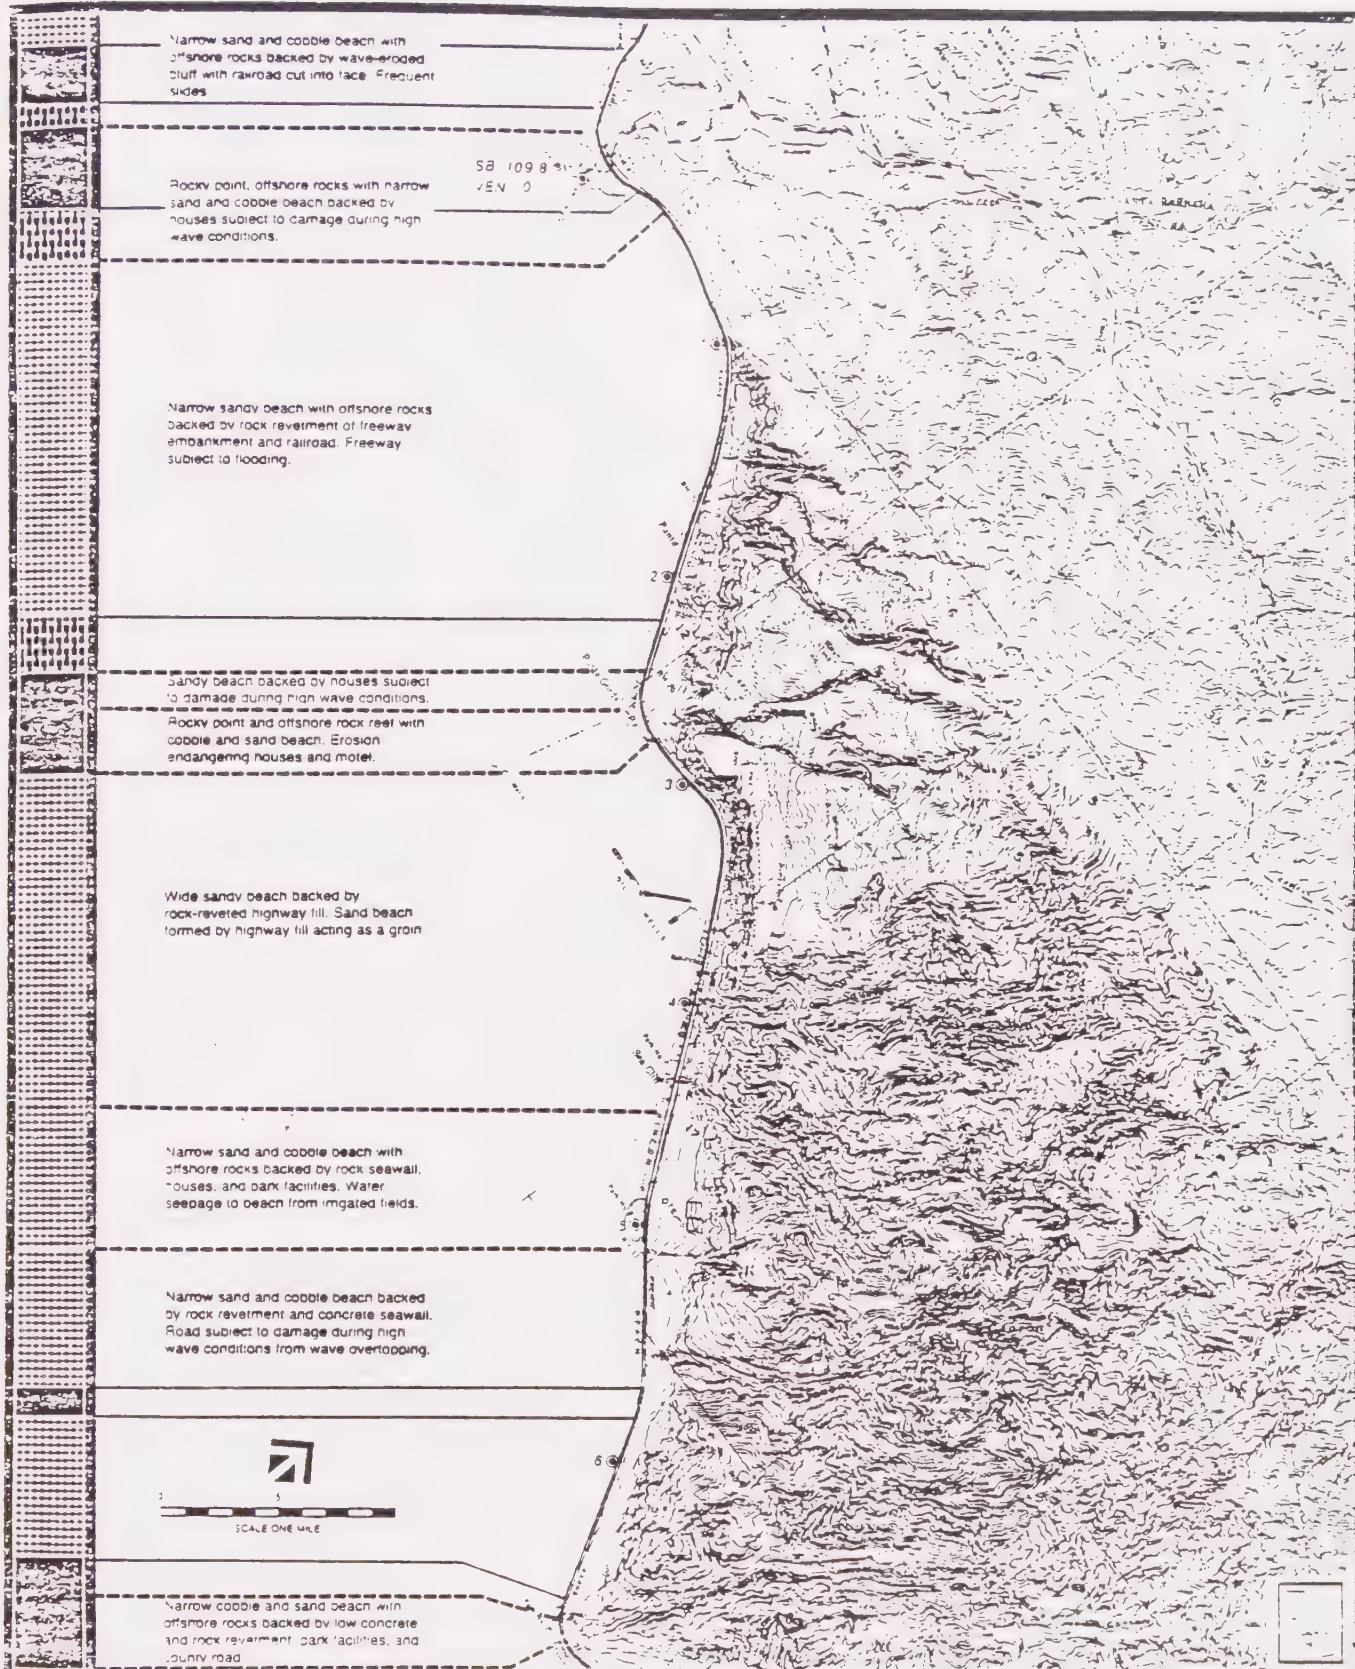 Narrow sand and cobble beach with
offshore rocks backed by wave-eroded
bluff with railroad cut into face. Frequent
slides
SB 109 8
VEN 0
Rocky point, offshore rocks with narrow
sand and cobble beach backed by
houses subject to damage during high
wave conditions.
Narrow sandy beach with offshore rocks
backed by rock revetment of freeway
embankment and railroad. Freeway
subject to flooding.
2
Sandy beach backed by houses subject
to damage during high wave conditions.
Rocky point and offshore rock reef with
cobble and sand beach. Erosion
endangering houses and motel.
3
Wide sandy beach backed by
rock-reveted highway fill. Sand beach
formed by highway fill acting as a groin
4
Narrow sand and cobble beach with
offshore rocks backed by rock seawall,
houses, and park facilities. Water
seepage to beach from irrigated fields.
5
Narrow sand and cobble beach backed
by rock revetment and concrete seawall.
Road subject to damage during high
wave conditions from wave overtopping.
6
0 .5
SCALE ONE MILE
Narrow cobble and sand beach with
offshore rocks backed by low concrete
and rock revetment, park facilities, and
county road